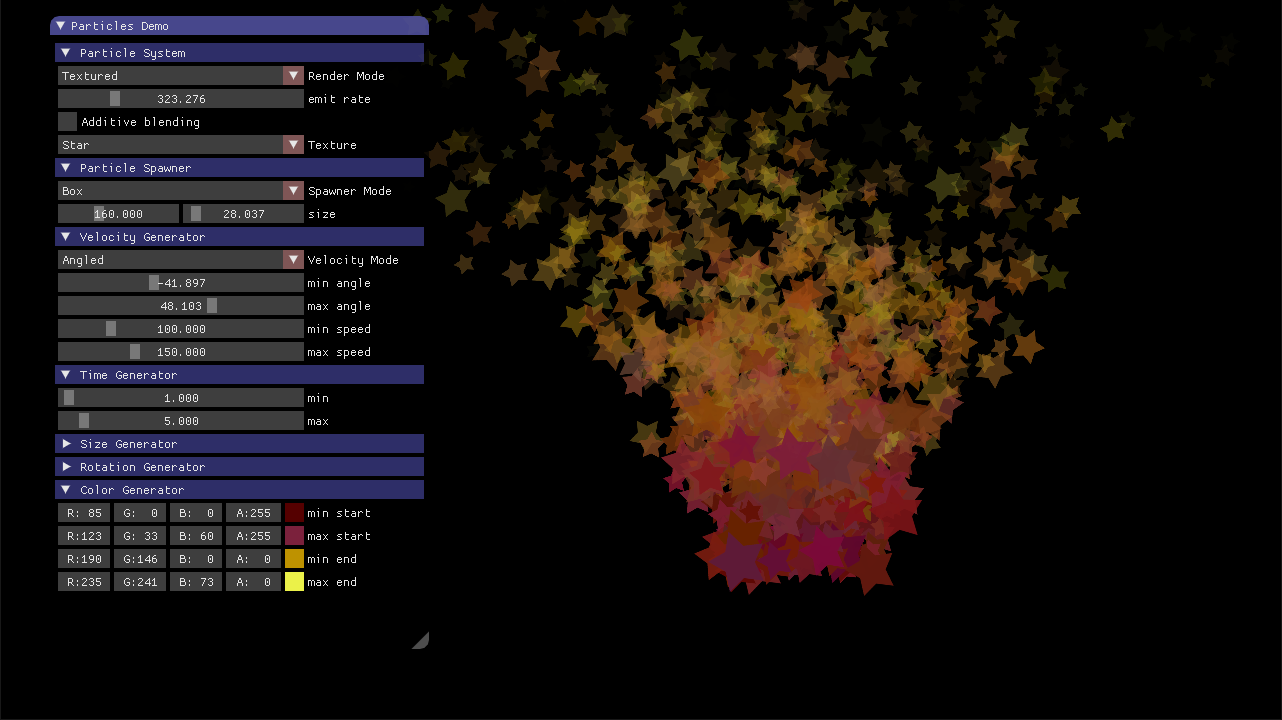 Particles Demo
Particle System
Textured Render Mode
323.276 emit rate
Additive blending
Star Texture
Particle Spawner
Box Spawner Mode
160.000 28.037 size
Velocity Generator
Angled Velocity Mode
-41.897 min angle
48.103 max angle
100.000 min speed
150.000 max speed
Time Generator
1.000 min
5.000 max
Size Generator
Rotation Generator
Color Generator
R: 85 G: 0 B: 0 A:255 min start
R:123 G: 33 B: 60 A:255 max start
R:190 G:146 B: 0 A: 0 min end
R:235 G:241 B: 73 A: 0 max end